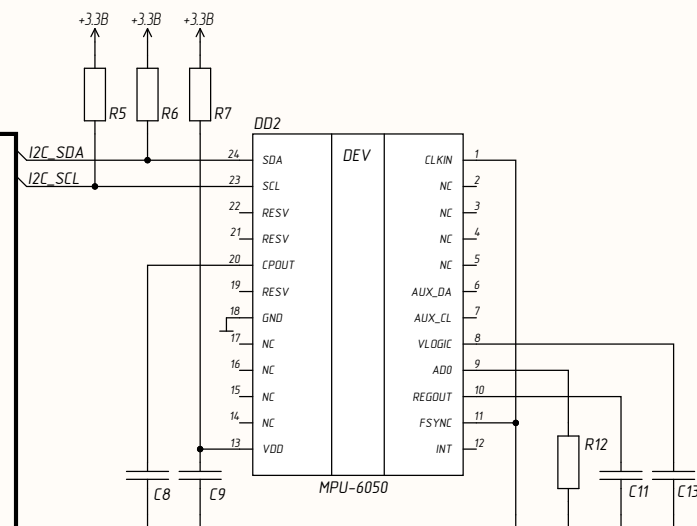 +3.3В +3.3В +3.3В
R5 R6 R7
DD2
I2C_SDA 24 SDA DEV CLKIN 1
I2C_SCL 23 SCL NC 2
22 RESV NC 3
21 RESV NC 4
20 CPOUT NC 5
19 RESV AUX_DA 6
18 GND AUX_CL 7
17 NC VLOGIC 8
16 NC AD0 9
15 NC REGOUT 10
14 NC FSYNC 11
13 VDD INT 12
R12
MPU-6050
C8 C9 C11 C13